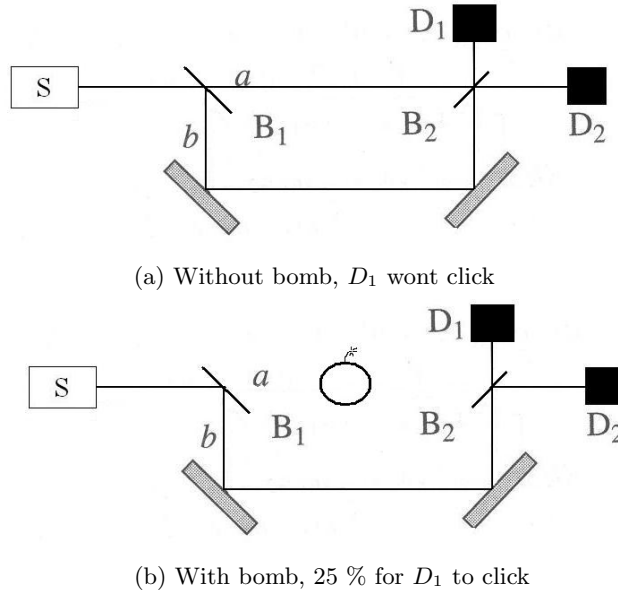 D1
S
a
b
B1
B2
D2
(a) Without bomb, D1 wont click
D1
S
a
b
B1
B2
D2
(b) With bomb, 25 % for D1 to click